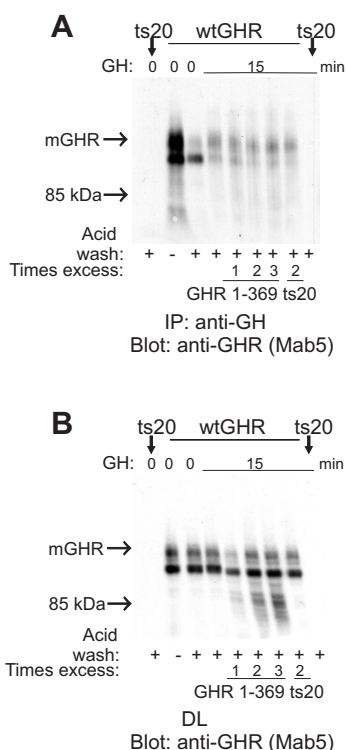 A
ts20 wtGHR ts20
GH: 0 0 0 15 min
mGHR
85 kDa
Acid
wash: + - + + + + + + +
Times excess: 1 2 3 2
GHR 1-369 ts20
IP: anti-GH
Blot: anti-GHR (Mab5)
B
ts20 wtGHR ts20
GH: 0 0 0 15 min
mGHR
85 kDa
Acid
wash: + - + + + + + + +
Times excess: 1 2 3 2
GHR 1-369 ts20
DL
Blot: anti-GHR (Mab5)